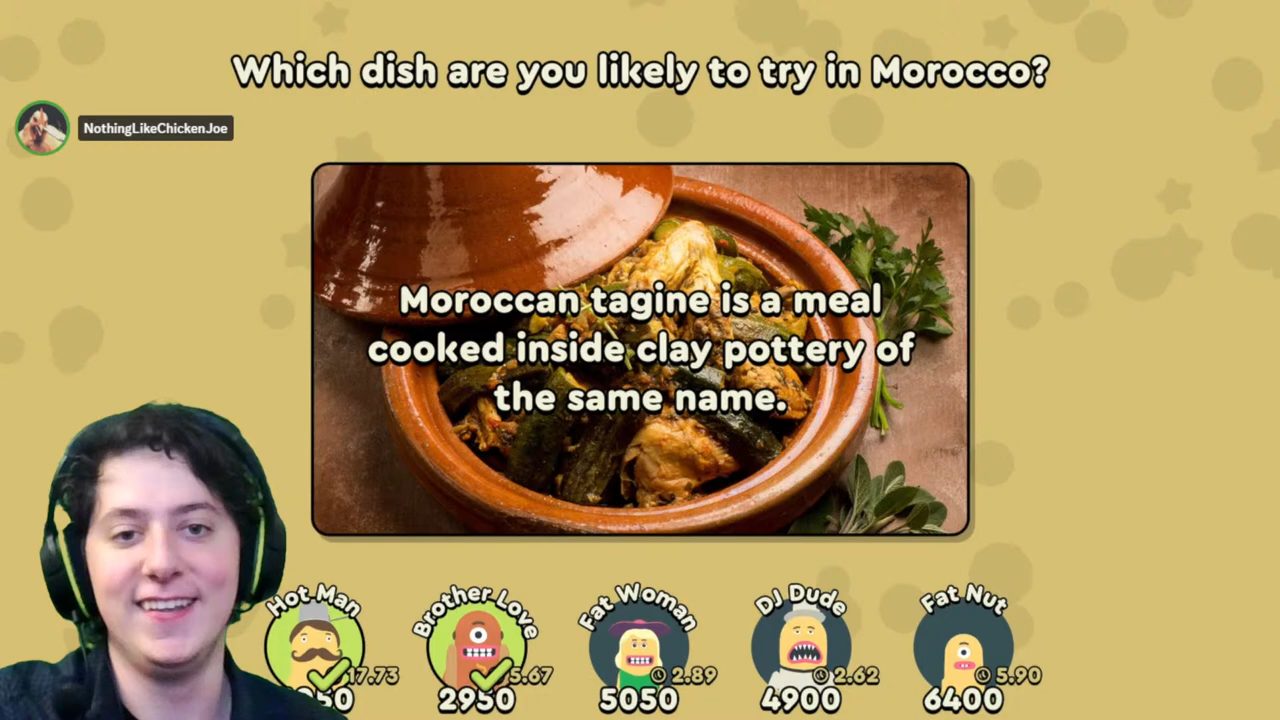 Which dish are you likely to try in Morocco?
NothingLikeChickenJoe
Moroccan tagine is a meal
cooked inside clay pottery of
the same name.
Hot Man
Brother Love
Fat Woman
DJ Dude
Fat Nut
17.73
5.67
2.89
2.62
5.90
2950
5050
4900
6400